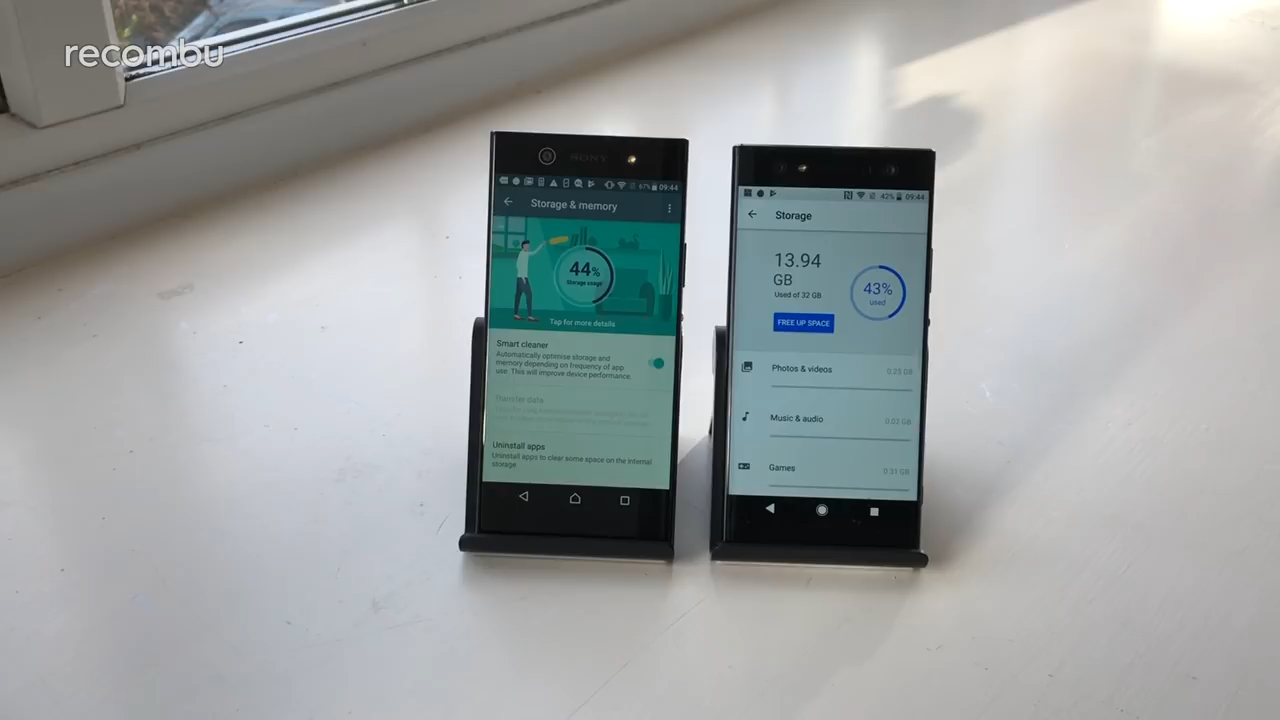 recombu
SONY
67% 09:44
Storage & memory
44%
Storage usage
Tap for more details
Smart cleaner
Automatically optimise storage and
memory depending on frequency of app
use. This will improve device performance.
Transfer data
Uninstall apps
Uninstall apps to clear some space on the internal
storage
42% 09:44
Storage
13.94
GB
Used of 32 GB
43%
used
FREE UP SPACE
Photos & videos 0.25 GB
Music & audio 0.02 GB
Games 0.31 GB